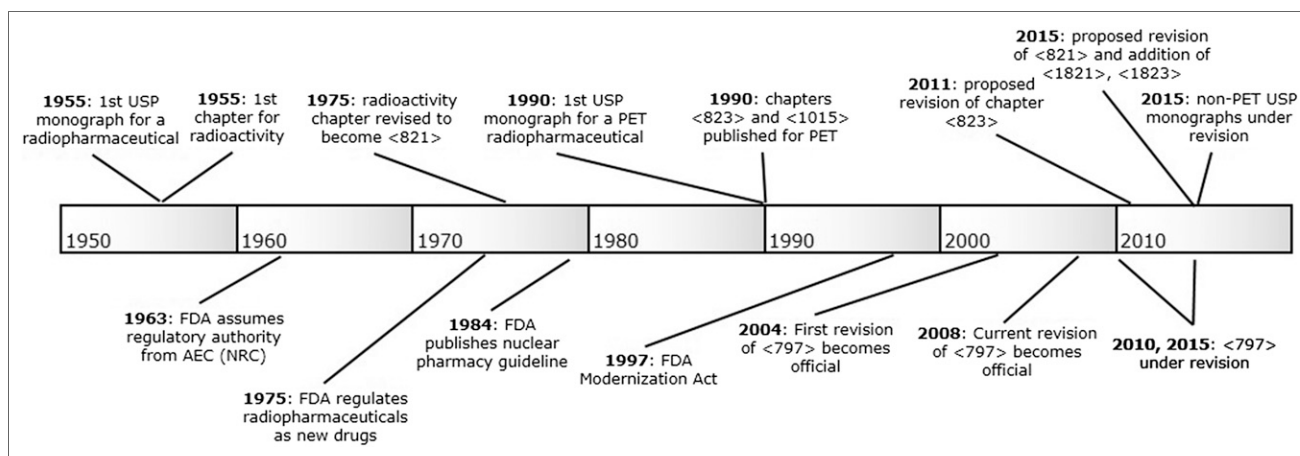 1955: 1st USP
monograph for a
radiopharmaceutical
1955: 1st
chapter for
radioactivity
1975: radioactivity
chapter revised to
become <821>
1990: 1st USP
monograph for a PET
radiopharmaceutical
1990: chapters
<823> and <1015>
published for PET
2011: proposed
revision of chapter
<823>
2015: proposed revision
of <821> and addition of
<1821>, <1823>
2015: non-PET USP
monographs under
revision
1950
1960
1970
1980
1990
2000
2010
1963: FDA assumes
regulatory authority
from AEC (NRC)
1975: FDA regulates
radiopharmaceuticals
as new drugs
1984: FDA
publishes nuclear
pharmacy guideline
1997: FDA
Modernization Act
2004: First revision
of <797> becomes
official
2008: Current revision
of <797> becomes
official
2010, 2015: <797>
under revision